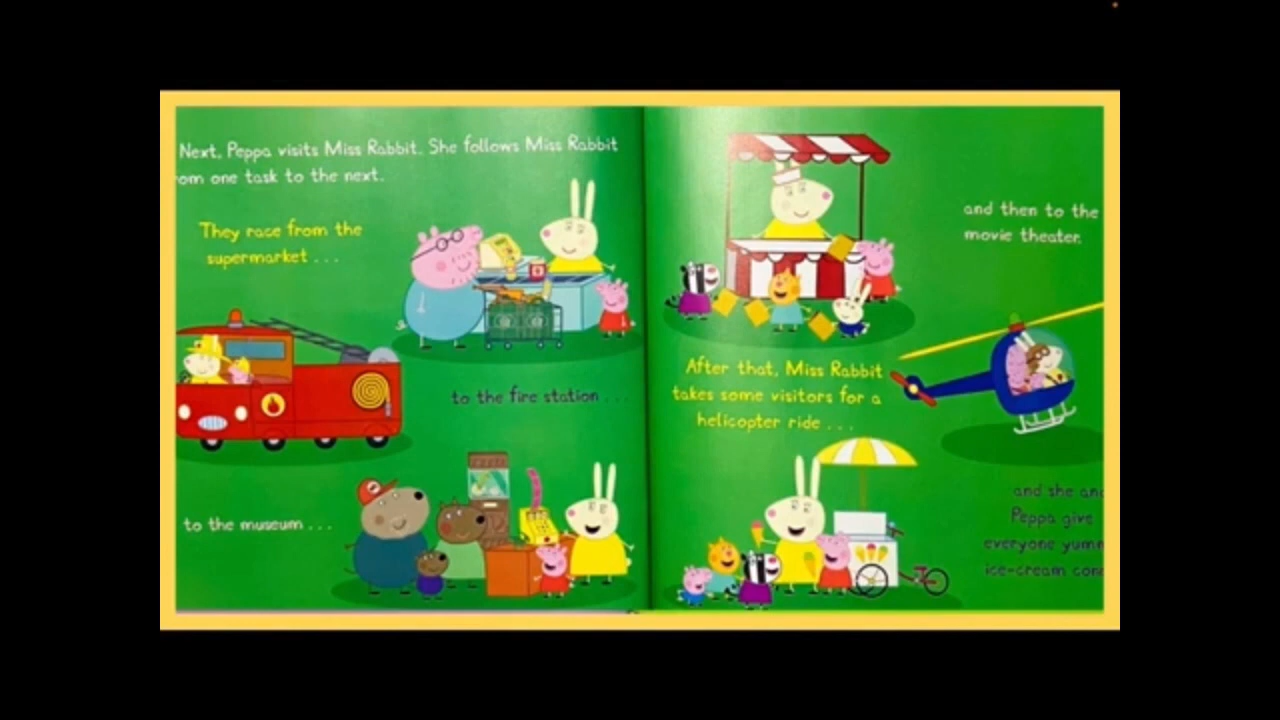 Next, Peppa visits Miss Rabbit. She follows Miss Rabbit
om one task to the next.
They race from the
supermarket . . .
to the fire station . . .
to the museum . . .
and then to the
movie theater.
After that, Miss Rabbit
takes some visitors for a
helicopter ride . . .
and she and
Peppa give
everyone yumm
ice-cream con